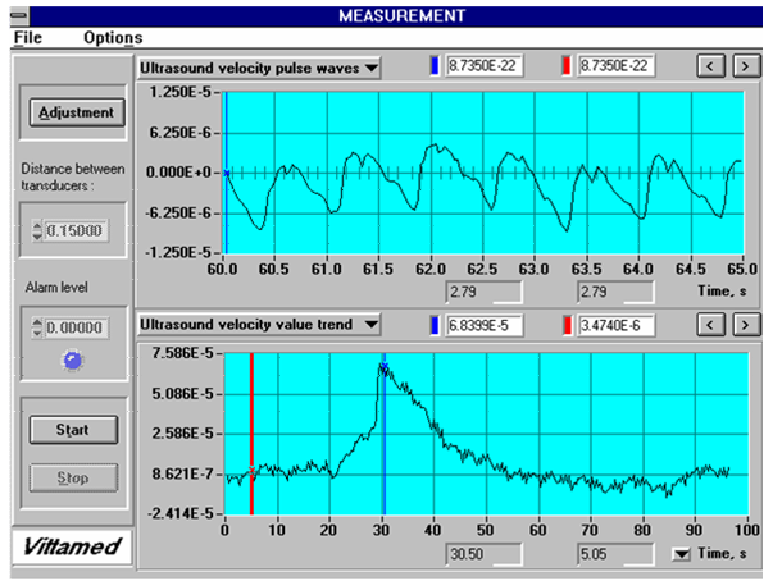 MEASUREMENT
File Options
Ultrasound velocity pulse waves 8.7350E-22 8.7350E-22 < >
Adjustment
Distance between
transducers :
0.15000
Alarm level
0.00000
Start
Stop
Vittamed
1.250E-5
6.250E-6
0.000E+0
-6.250E-6
-1.250E-5
60.0 60.5 61.0 61.5 62.0 62.5 63.0 63.5 64.0 64.5 65.0
2.79 2.79 Time, s
Ultrasound velocity value trend 6.8399E-5 3.4740E-6 < >
7.586E-5
5.086E-5
2.586E-5
8.621E-7
-2.414E-5
0 10 20 30 40 50 60 70 80 90 100
30.50 5.05 Time, s